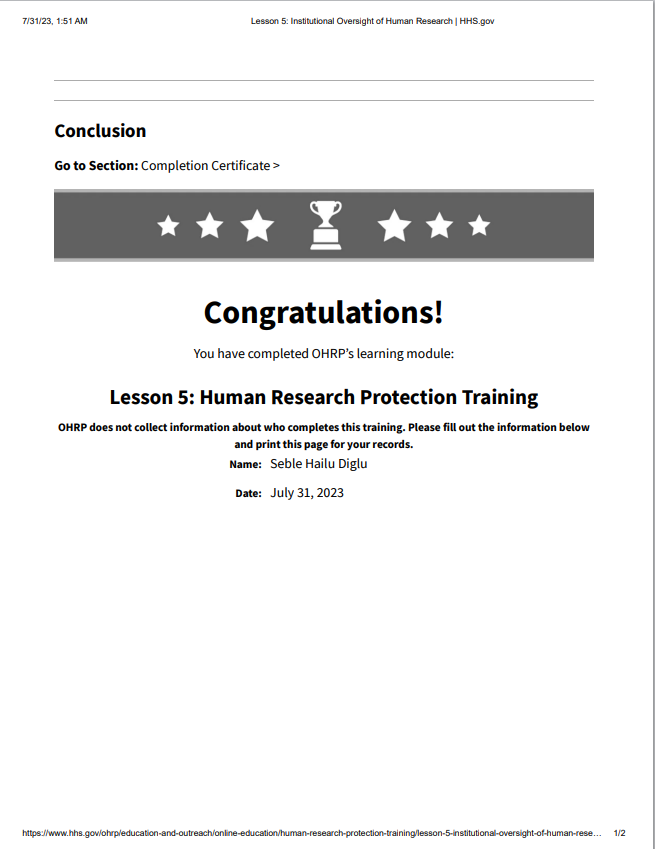 7/31/23, 1:51 AM Lesson 5: Institutional Oversight of Human Research | HHS.gov
Conclusion
Go to Section: Completion Certificate >
Congratulations!
You have completed OHRP's learning module:
Lesson 5: Human Research Protection Training
OHRP does not collect information about who completes this training. Please fill out the information below
and print this page for your records.
Name: Seble Hailu Diglu
Date: July 31, 2023
https://www.hhs.gov/ohrp/education-and-outreach/online-education/human-research-protection-training/lesson-5-institutional-oversight-of-human-rese… 1/2